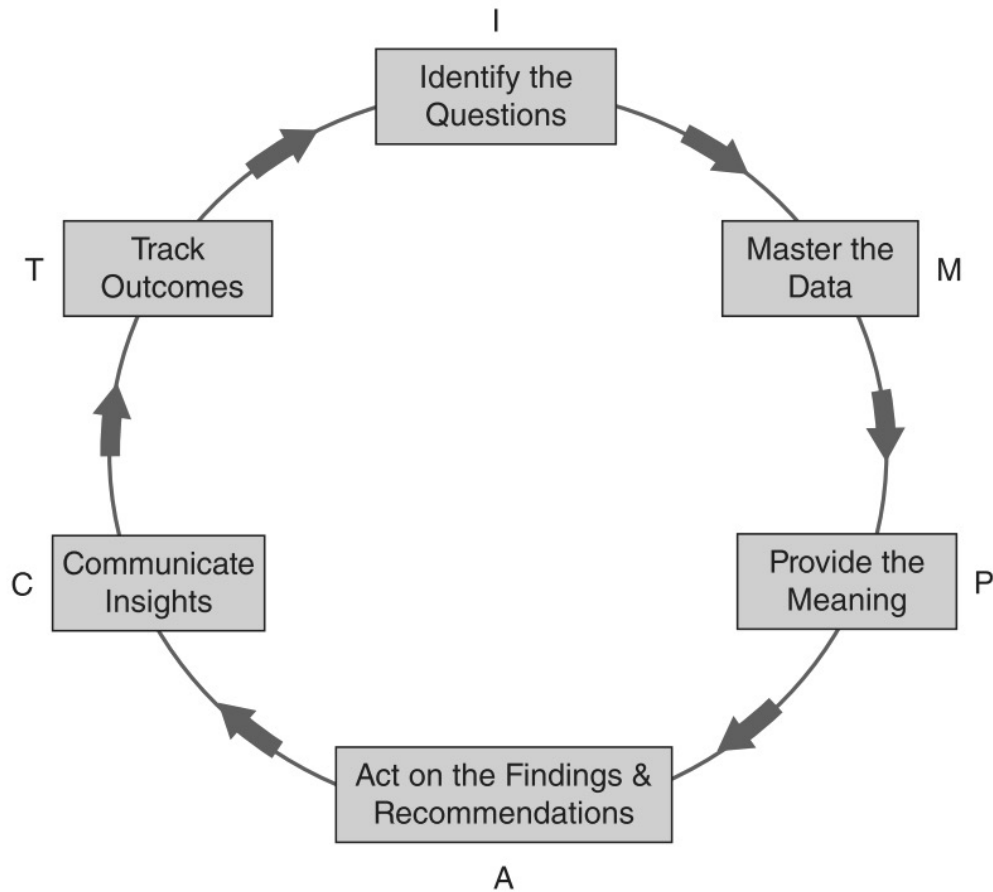 I
Identify the
Questions
Master the
Data
M
Provide the
Meaning
P
Act on the Findings &
Recommendations
A
Communicate
Insights
C
Track
Outcomes
T